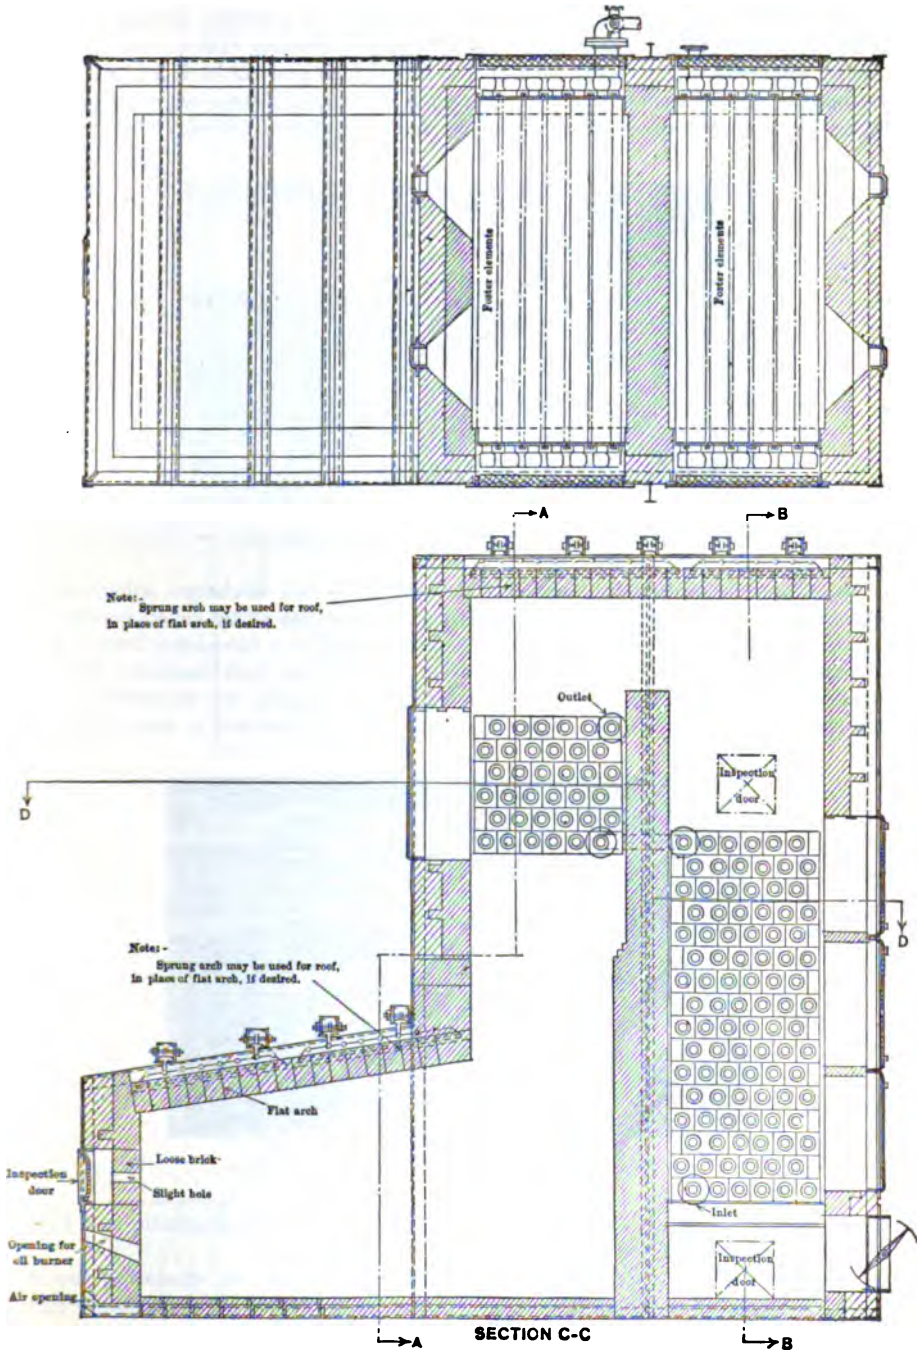 Foster elements
Foster elements
A
B
Note:-
Sprung arch may be used for roof,
in place of flat arch, if desired.
Outlet
Inspection
door
D
D
Note:-
Sprung arch may be used for roof,
in place of flat arch, if desired.
Flat arch
Loose brick
Inspection
door
Slight hole
Inlet
Opening for
oil burner
Inspection
door
Air opening
A
SECTION C-C
B